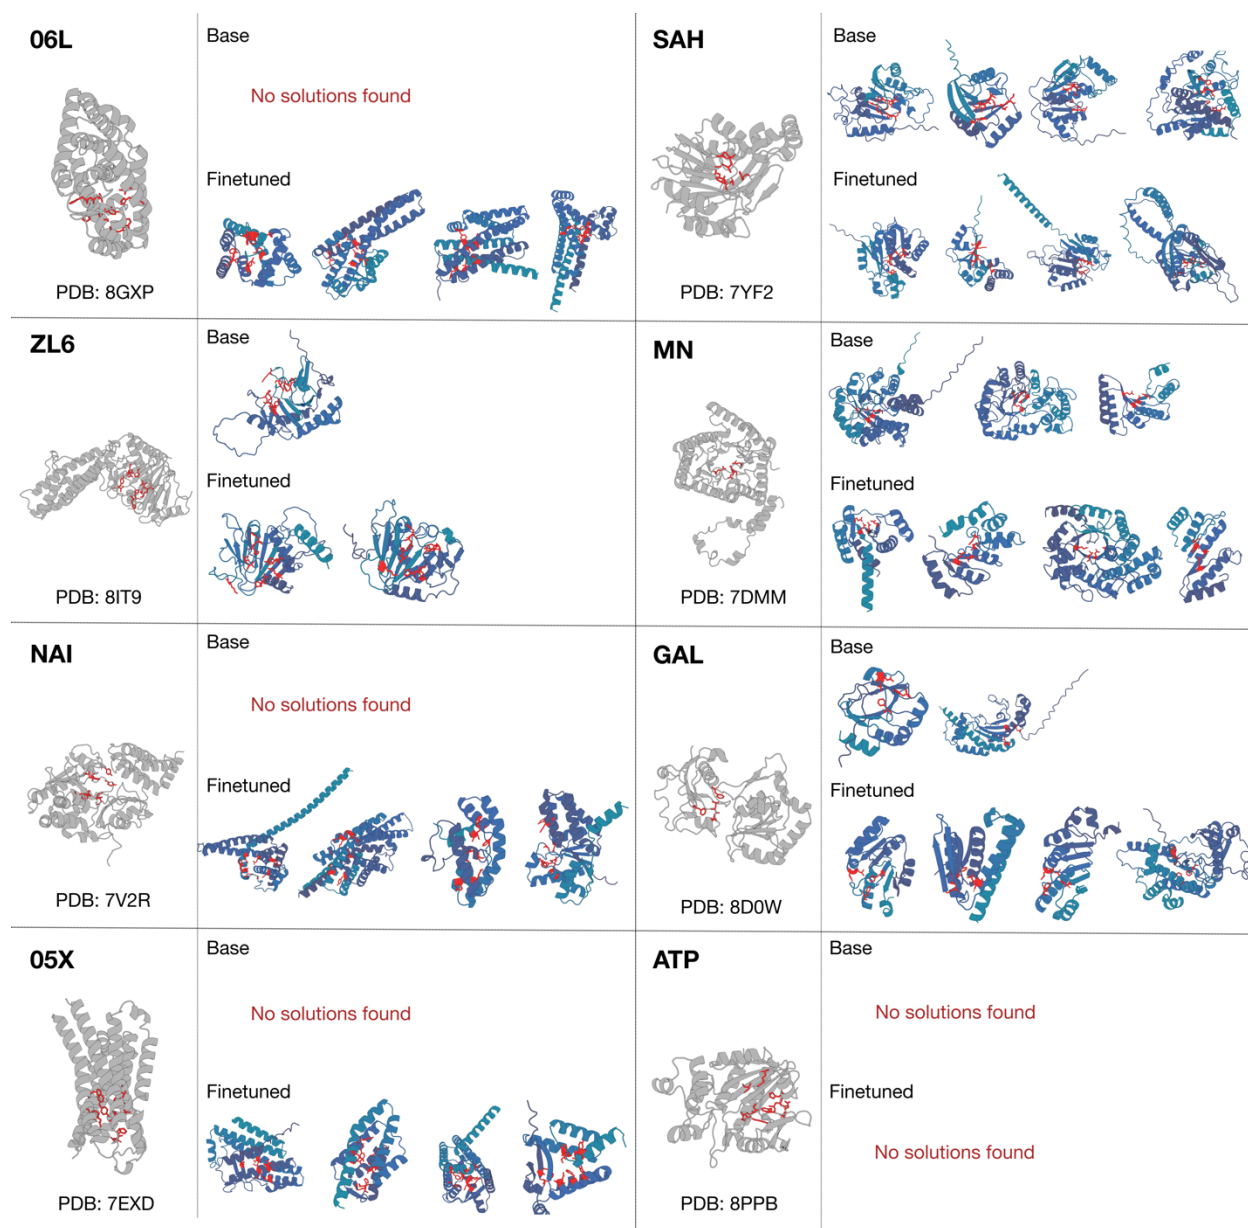 06L
Base
No solutions found
Finetuned
PDB: 8GXP
SAH
Base
Finetuned
PDB: 7YF2
ZL6
Base
Finetuned
PDB: 8IT9
MN
Base
Finetuned
PDB: 7DMM
NAI
Base
No solutions found
Finetuned
PDB: 7V2R
GAL
Base
Finetuned
PDB: 8D0W
05X
Base
No solutions found
Finetuned
PDB: 7EXD
ATP
Base
No solutions found
Finetuned
No solutions found
PDB: 8PPB